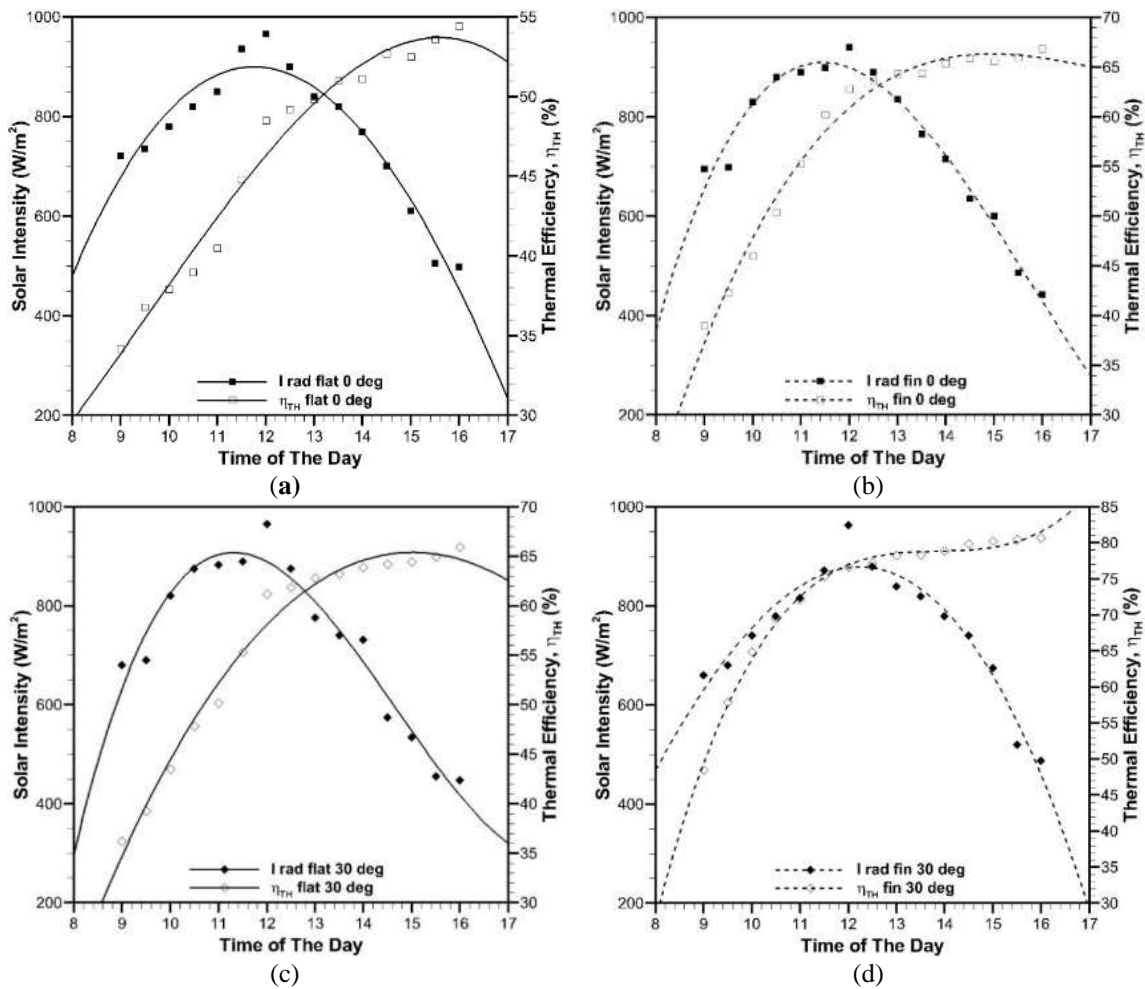 1000
800
600
400
200
Solar Intensity (W/m²)
55
50
45
40
35
30
Thermal Efficiency, ηTH (%)
I rad flat 0 deg
ηTH flat 0 deg
8 9 10 11 12 13 14 15 16 17
Time of The Day
(a)
1000
800
600
400
200
Solar Intensity (W/m²)
70
65
60
55
50
45
40
35
30
Thermal Efficiency, ηTH (%)
I rad fin 0 deg
ηTH fin 0 deg
8 9 10 11 12 13 14 15 16 17
Time of The Day
(b)
1000
800
600
400
200
Solar Intensity (W/m²)
70
65
60
55
50
45
40
35
30
Thermal Efficiency, ηTH (%)
I rad flat 30 deg
ηTH flat 30 deg
8 9 10 11 12 13 14 15 16 17
Time of The Day
(c)
1000
800
600
400
200
Solar Intensity (W/m²)
85
80
75
70
65
60
55
50
45
40
35
30
Thermal Efficiency, ηTH (%)
I rad fin 30 deg
ηTH fin 30 deg
8 9 10 11 12 13 14 15 16 17
Time of The Day
(d)